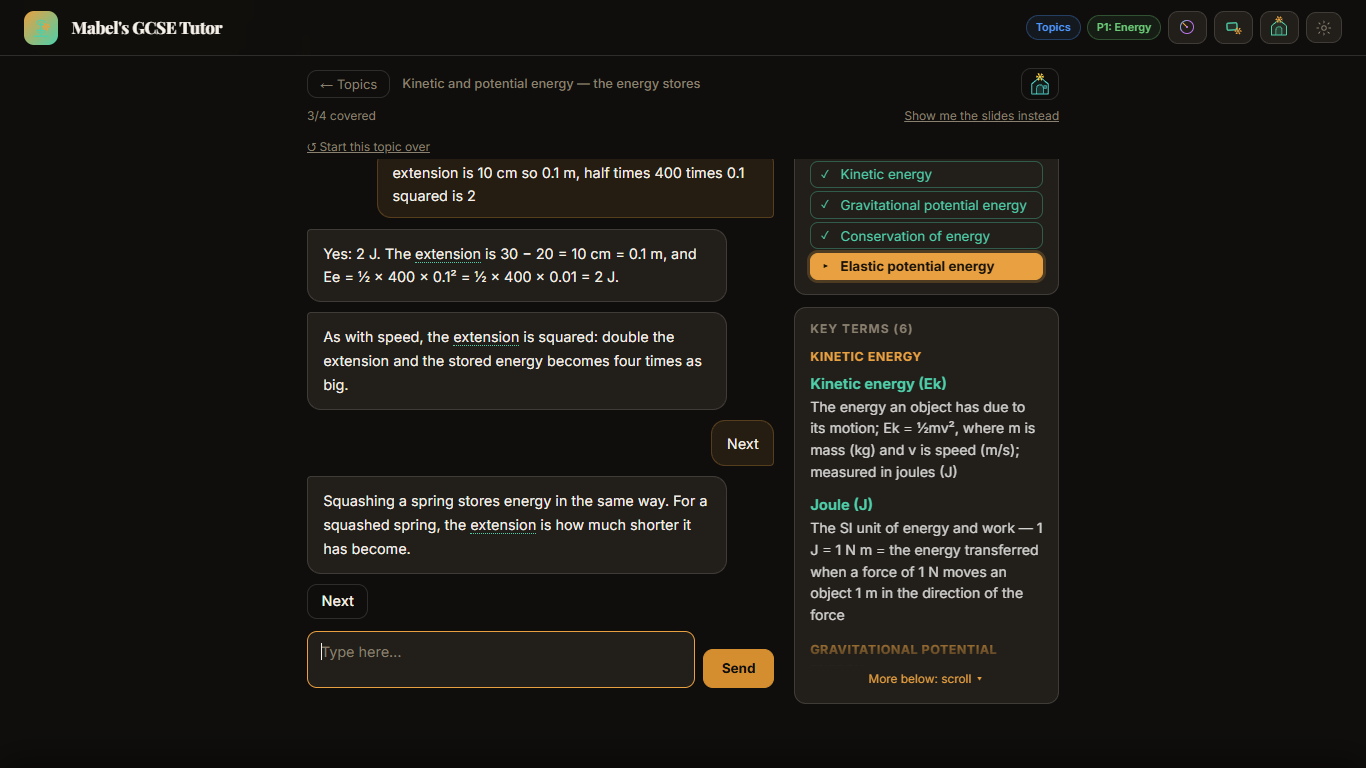 Mabel's GCSE Tutor
Topics
P1: Energy
← Topics
Kinetic and potential energy — the energy stores
3/4 covered
Show me the slides instead
↺ Start this topic over
extension is 10 cm so 0.1 m, half times 400 times 0.1
squared is 2
Yes: 2 J. The extension is 30 − 20 = 10 cm = 0.1 m, and
Ee = ½ × 400 × 0.1² = ½ × 400 × 0.01 = 2 J.
As with speed, the extension is squared: double the
extension and the stored energy becomes four times as
big.
Next
Squashing a spring stores energy in the same way. For a
squashed spring, the extension is how much shorter it
has become.
Next
Type here...
Send
✓ Kinetic energy
✓ Gravitational potential energy
✓ Conservation of energy
▸ Elastic potential energy
KEY TERMS (6)
KINETIC ENERGY
Kinetic energy (Ek)
The energy an object has due to
its motion; Ek = ½mv², where m is
mass (kg) and v is speed (m/s);
measured in joules (J)
Joule (J)
The SI unit of energy and work — 1
J = 1 N m = the energy transferred
when a force of 1 N moves an
object 1 m in the direction of the
force
GRAVITATIONAL POTENTIAL
More below: scroll ▾